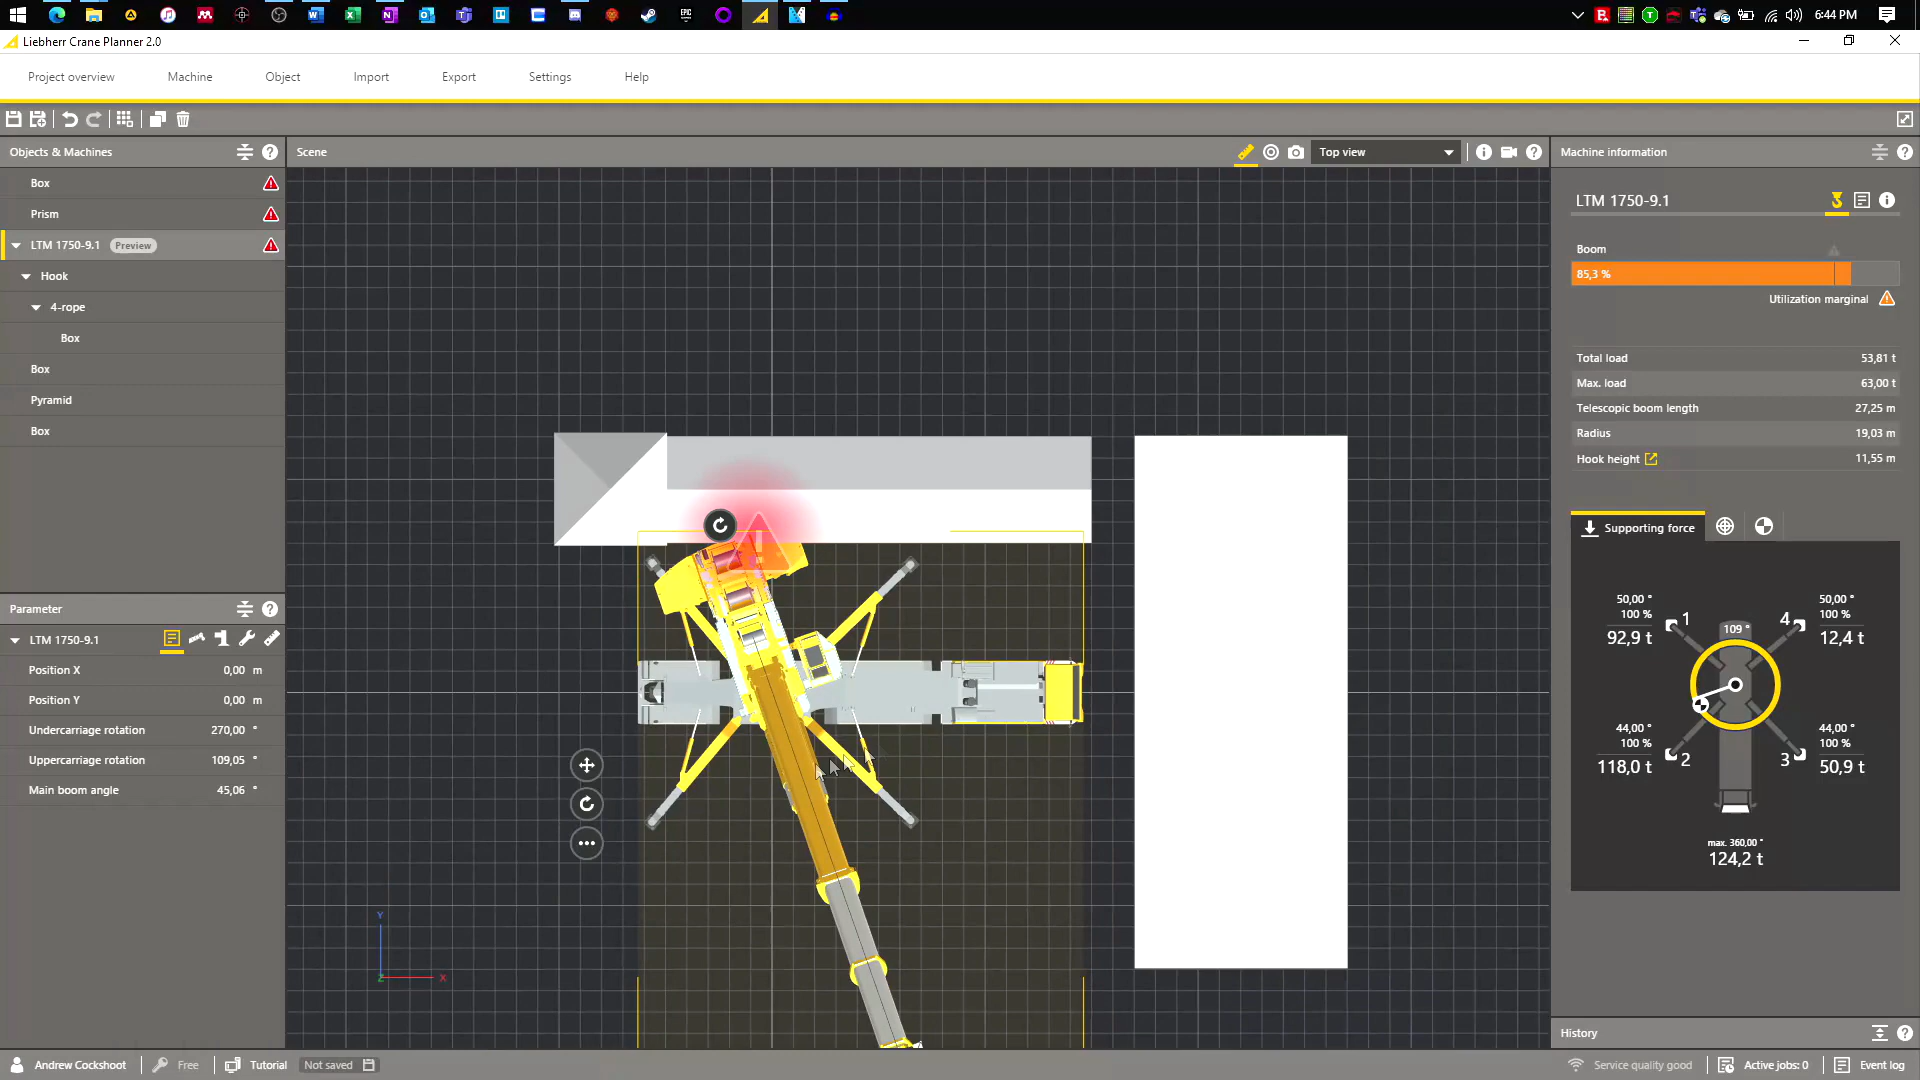 6:44 PM
Liebherr Crane Planner 2.0
Project overview Machine Object Import Export Settings Help
Objects & Machines
Scene
Top view
Machine information
Box
Prism
LTM 1750-9.1 Preview
Hook
4-rope
Box
Box
Pyramid
Box
LTM 1750-9.1
Boom
85,3 %
Utilization marginal
Total load 53,81 t
Max. load 63,00 t
Telescopic boom length 27,25 m
Radius 19,03 m
Hook height 11,55 m
Supporting force
50,00 °
100 %
92,9 t
1
109 °
4
50,00 °
100 %
12,4 t
44,00 °
100 %
118,0 t
2
3
44,00 °
100 %
50,9 t
max. 360,00 °
124,2 t
Parameter
LTM 1750-9.1
Position X 0,00 m
Position Y 0,00 m
Undercarriage rotation 270,00 °
Uppercarriage rotation 109,05 °
Main boom angle 45,06 °
Y
Z
X
History
Andrew Cockshoot Free Tutorial Not saved
Service quality good Active jobs: 0 Event log